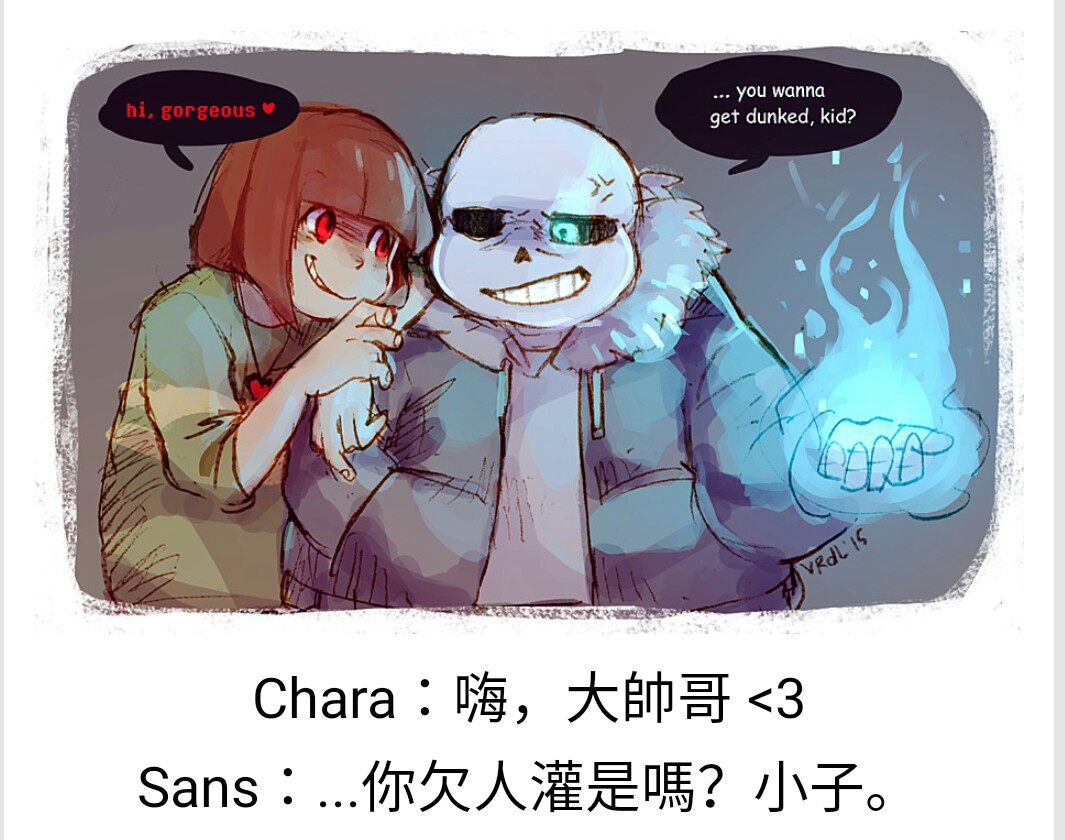 hi, gorgeous ♥
... you wanna
get dunked, kid?
VRdL'15
Chara：嗨，大帥哥 <3
Sans：...你欠人灌是嗎？小子。